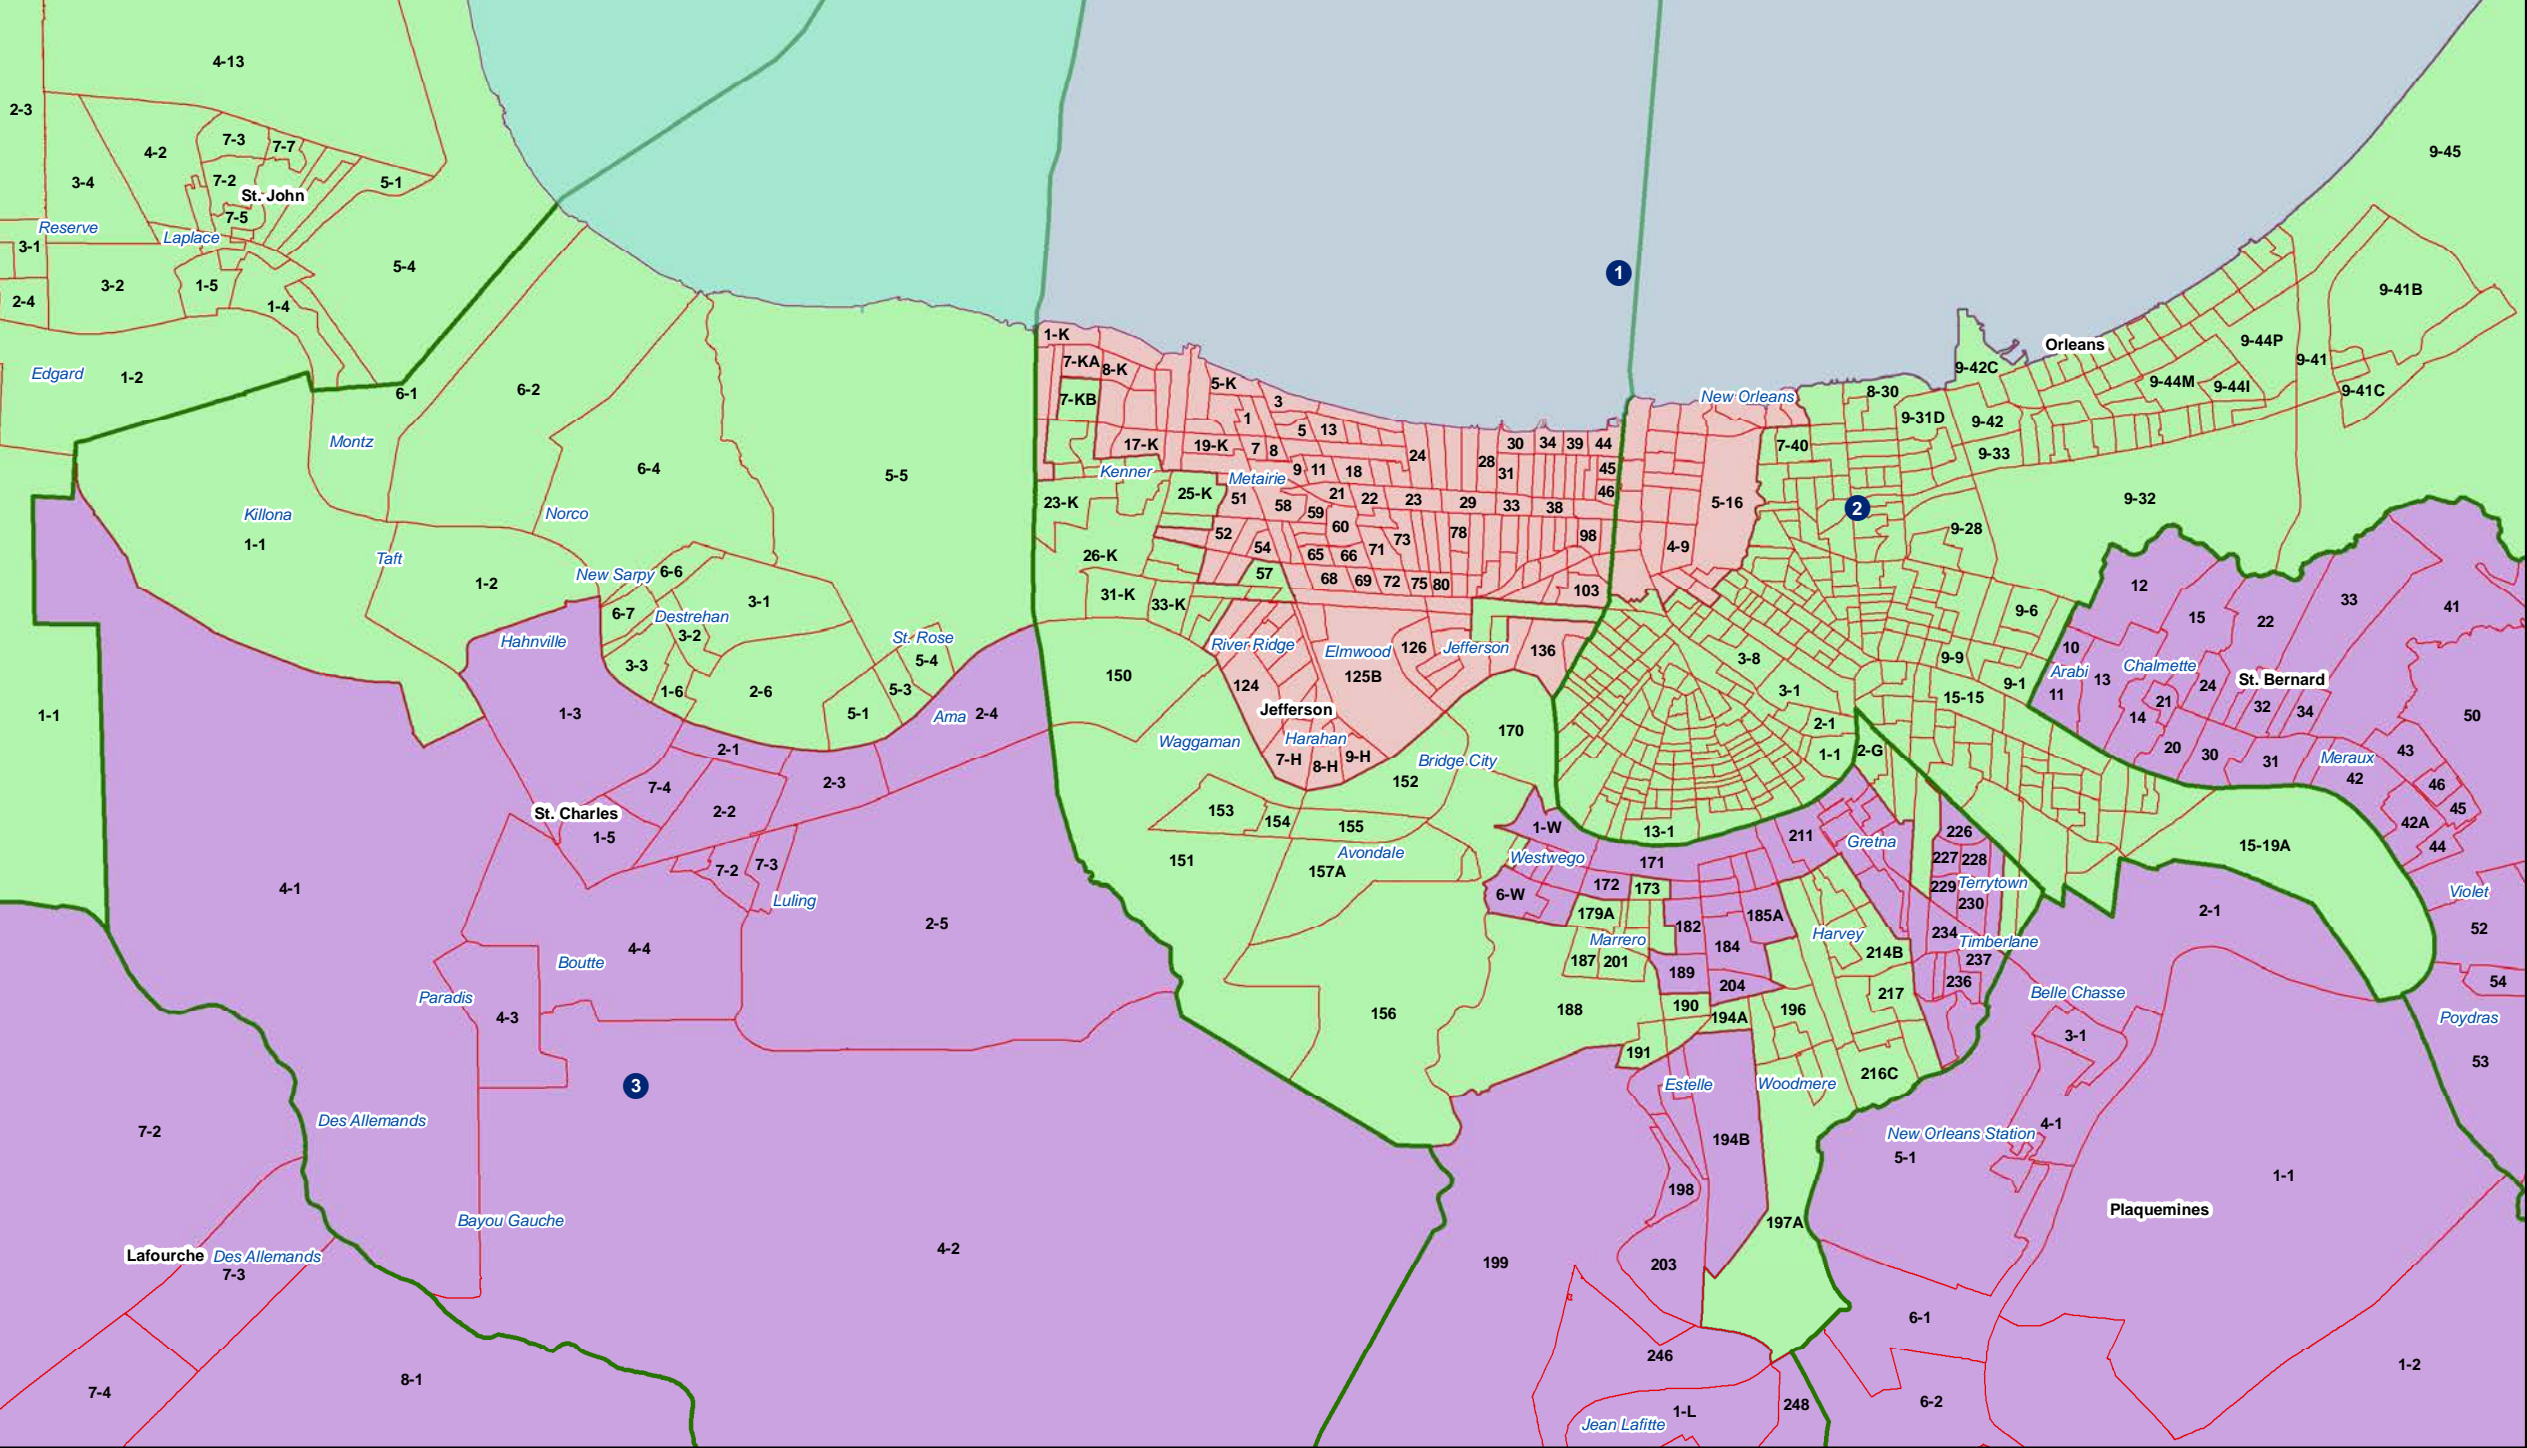 4-13
2-3
9-45
7-3
7-7
4-2
3-4
7-2
5-1
St. John
7-5
Reserve
Laplace
3-1
5-4
1
3-2
1-5
9-41B
2-4
1-4
1-K
Orleans
9-44P
7-KA
8-K
9-42C
9-41
Edgard
1-2
6-1
6-2
5-K
9-44M
9-44I
9-41C
7-KB
3
New Orleans
8-30
1
9-31D
9-42
Montz
5
13
17-K
19-K
7
8
30
34
39
44
7-40
9-33
24
28
6-4
5-5
Kenner
Metairie
9
11
18
31
45
23-K
25-K
51
21
22
23
29
33
38
46
5-16
2
9-32
Killona
Norco
58
59
60
1-1
Taft
26-K
52
54
65
66
71
73
78
98
4-9
9-28
1-2
New Sarpy
6-6
57
68
69
72
75
80
103
12
31-K
33-K
6-7
Destrehan
3-1
9-6
15
22
33
41
Hahnville
3-2
St. Rose
River Ridge
Elmwood
126
Jefferson
136
3-8
9-9
10
3-3
5-4
150
124
125B
Arabi
Chalmette
1-6
2-6
5-3
3-1
9-1
11
13
24
St. Bernard
1-1
1-3
5-1
Ama
2-4
Jefferson
15-15
21
14
32
34
50
170
2-1
Waggaman
Harahan
2-1
7-H
8-H
9-H
Bridge City
1-1
2-G
20
30
31
Meraux
43
7-4
2-3
152
42
46
St. Charles
2-2
153
154
155
1-W
13-1
211
226
45
42A
1-5
Avondale
Westwego
171
Gretna
227
228
15-19A
44
4-1
7-2
7-3
151
157A
6-W
172
173
229
Terrytown
Violet
Luling
179A
185A
230
2-1
2-5
182
Harvey
234
Timberlane
52
4-4
Boutte
Marrero
184
214B
187
201
189
237
236
54
Paradis
204
217
Belle Chasse
4-3
156
188
190
194A
196
Poydras
191
3-1
53
3
Estelle
Woodmere
216C
Des Allemands
4-1
7-2
194B
New Orleans Station
5-1
1-1
198
Bayou Gauche
197A
Plaquemines
Lafourche
Des Allemands
4-2
199
203
7-3
6-1
246
1-2
7-4
8-1
6-2
248
1-L
Jean Lafitte